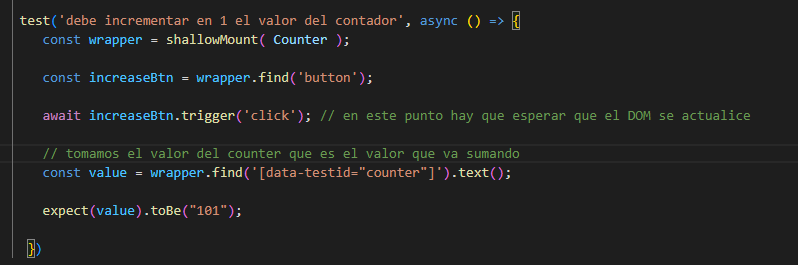 test('debe incrementar en 1 el valor del contador', async () => {
const wrapper = shallowMount( Counter );
const increaseBtn = wrapper.find('button');
await increaseBtn.trigger('click'); // en este punto hay que esperar que el DOM se actualice
// tomamos el valor del counter que es el valor que va sumando
const value = wrapper.find('[data-testid="counter"]').text();
expect(value).toBe("101");
})